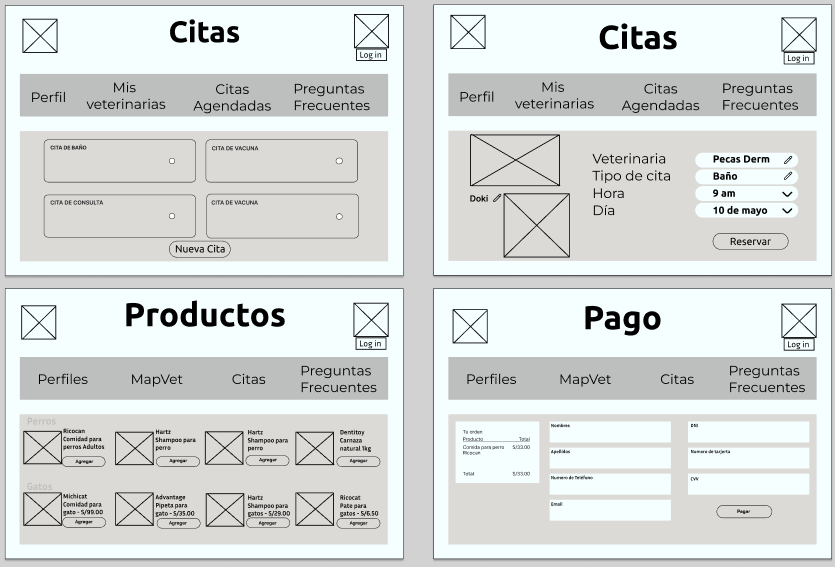 Citas
Log in
Perfil
Mis
veterinarias
Citas
Agendadas
Preguntas
Frecuentes
CITA DE BAÑO
CITA DE VACUNA
CITA DE CONSULTA
CITA DE VACUNA
Nueva Cita
Citas
Log in
Perfil
Mis
veterinarias
Citas
Agendadas
Preguntas
Frecuentes
Doki
Veterinaria
Pecas Derm
Tipo de cita
Baño
Hora
9 am
Día
10 de mayo
Reservar
Productos
Log in
Perfiles
MapVet
Citas
Preguntas
Frecuentes
Perros
Ricocan
Comidad para
perros Adultos
Agregar
Hartz
Shampoo para
perro
Agregar
Hartz
Shampoo para
perro
Agregar
Dentitoy
Carnaza
natural 1kg
Agregar
Gatos
Michicat
Comidad para
gato - S/99.00
Agregar
Advantage
Pipeta para
gato - S/35.00
Agregar
Hartz
Shampoo para
gatos - S/29.00
Agregar
Ricocat
Pate para
gatos - S/6.50
Agregar
Pago
Log in
Perfiles
MapVet
Citas
Preguntas
Frecuentes
Tu orden
Producto Total
Comida para perro S/33.00
Ricocan
Total S/33.00
Nombres
Apellidos
Numero de Teléfono
Email
DNI
Numero de tarjerta
CVV
Pagar